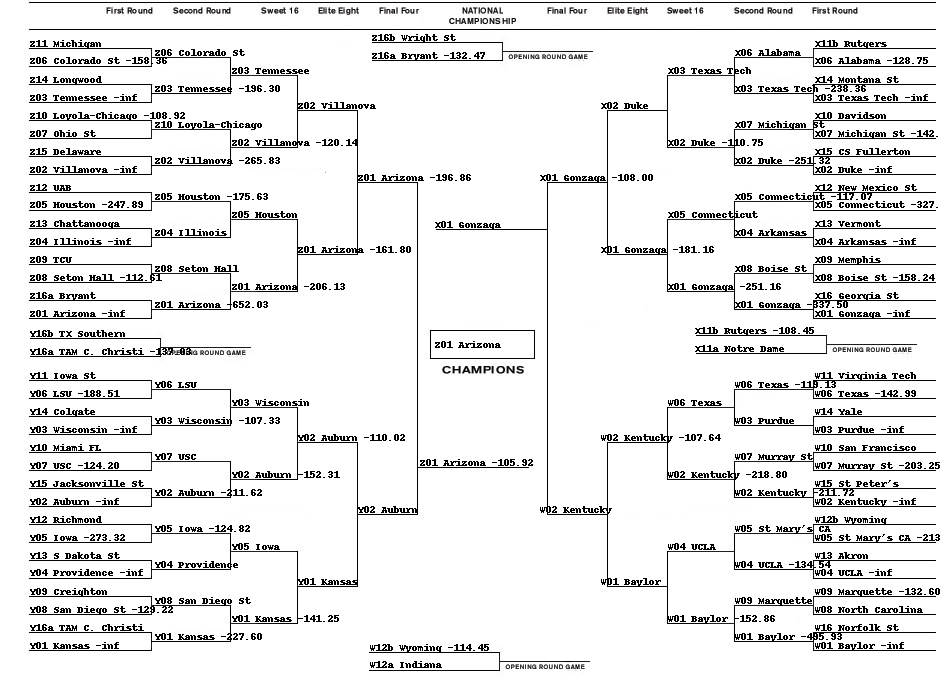 First Round Second Round Sweet 16 Elite Eight Final Four NATIONAL CHAMPIONSHIP Final Four Elite Eight Sweet 16 Second Round First Round
Z16b Wright St
Z16a Bryant -132.47
OPENING ROUND GAME
Z11 Michigan
Z06 Colorado St -158.36
Z14 Longwood
Z03 Tennessee -inf
Z10 Loyola-Chicago -108.92
Z07 Ohio St
Z15 Delaware
Z02 Villanova -inf
Z12 UAB
Z05 Houston -247.89
Z13 Chattanooga
Z04 Illinois -inf
Z09 TCU
Z08 Seton Hall -112.61
Z16a Bryant
Z01 Arizona -inf
Z06 Colorado St
Z03 Tennessee -196.30
Z10 Loyola-Chicago
Z02 Villanova -265.83
Z05 Houston -175.63
Z04 Illinois
Z08 Seton Hall
Z01 Arizona -652.03
Z03 Tennessee
Z02 Villanova -120.14
Z05 Houston
Z01 Arizona -206.13
Z02 Villanova
Z01 Arizona -161.80
Z01 Arizona -196.86
Y16b TX Southern
Y16a TAM C. Christi -137.03
OPENING ROUND GAME
Y11 Iowa St
Y06 LSU -188.51
Y14 Colgate
Y03 Wisconsin -inf
Y10 Miami FL
Y07 USC -124.20
Y15 Jacksonville St
Y02 Auburn -inf
Y12 Richmond
Y05 Iowa -273.32
Y13 S Dakota St
Y04 Providence -inf
Y09 Creighton
Y08 San Diego St -129.22
Y16a TAM C. Christi
Y01 Kansas -inf
Y06 LSU
Y03 Wisconsin -107.33
Y07 USC
Y02 Auburn -211.62
Y05 Iowa -124.82
Y04 Providence
Y08 San Diego St
Y01 Kansas -227.60
Y03 Wisconsin
Y02 Auburn -152.31
Y05 Iowa
Y01 Kansas -141.25
Y02 Auburn -110.02
Y01 Kansas
Y02 Auburn
X01 Gonzaga
Z01 Arizona
CHAMPIONS
Z01 Arizona -105.92
X01 Gonzaga -108.00
X02 Duke
X01 Gonzaga -181.16
X03 Texas Tech
X02 Duke -110.75
X05 Connecticut
X01 Gonzaga -251.16
X06 Alabama
X03 Texas Tech -238.36
X07 Michigan St
X02 Duke -251.32
X05 Connecticut -117.07
X04 Arkansas
X08 Boise St
X01 Gonzaga -337.50
X11b Rutgers
X06 Alabama -128.75
X14 Montana St
X03 Texas Tech -inf
X10 Davidson
X07 Michigan St -142.
X15 CS Fullerton
X02 Duke -inf
X12 New Mexico St
X05 Connecticut -327.
X13 Vermont
X04 Arkansas -inf
X09 Memphis
X08 Boise St -158.24
X16 Georgia St
X01 Gonzaga -inf
X11b Rutgers -108.45
X11a Notre Dame
OPENING ROUND GAME
W02 Kentucky
W02 Kentucky -107.64
W01 Baylor
W06 Texas
W02 Kentucky -218.80
W04 UCLA
W01 Baylor -152.86
W06 Texas -119.13
W03 Purdue
W07 Murray St
W02 Kentucky -211.72
W05 St Mary's CA
W04 UCLA -134.54
W09 Marquette
W01 Baylor -495.93
W11 Virginia Tech
W06 Texas -142.99
W14 Yale
W03 Purdue -inf
W10 San Francisco
W07 Murray St -203.25
W15 St Peter's
W02 Kentucky -inf
W12b Wyoming
W05 St Mary's CA -213
W13 Akron
W04 UCLA -inf
W09 Marquette -132.60
W08 North Carolina
W16 Norfolk St
W01 Baylor -inf
W12b Wyoming -114.45
W12a Indiana
OPENING ROUND GAME